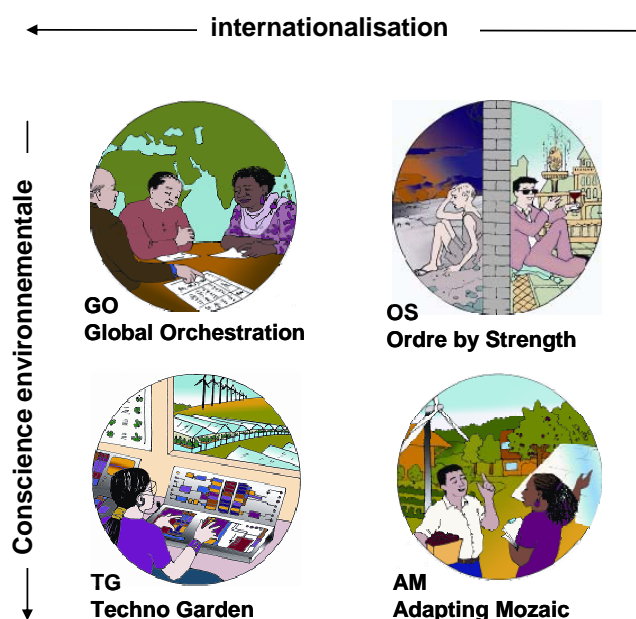 internationalisation
Conscience environnementale
GO
Global Orchestration
OS
Ordre by Strength
TG
Techno Garden
AM
Adapting Mozaic